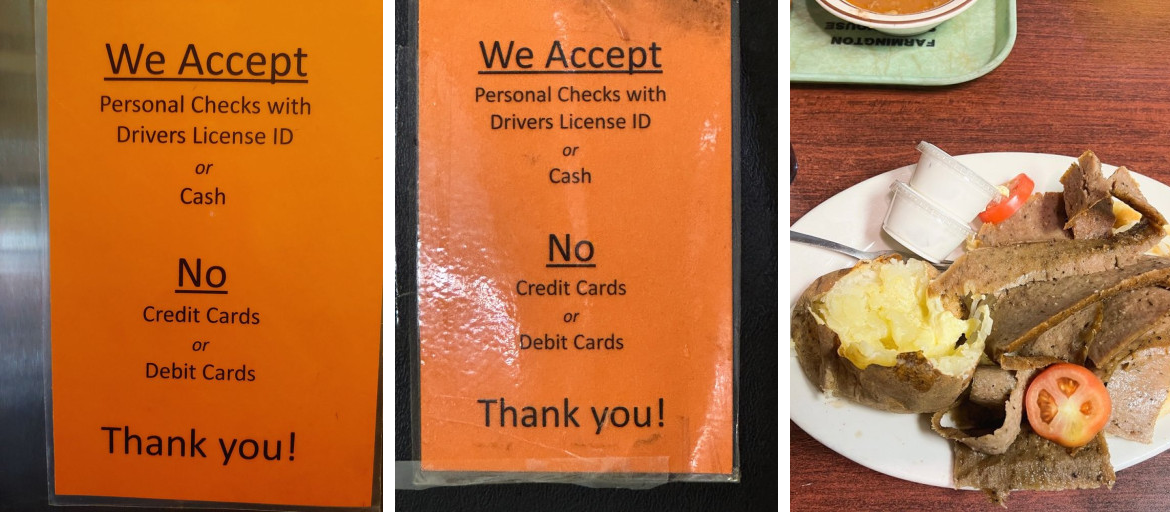 We Accept
Personal Checks with
Drivers License ID
or
Cash
No
Credit Cards
or
Debit Cards
Thank you!
We Accept
Personal Checks with
Drivers License ID
or
Cash
No
Credit Cards
or
Debit Cards
Thank you!
FARMINGTON